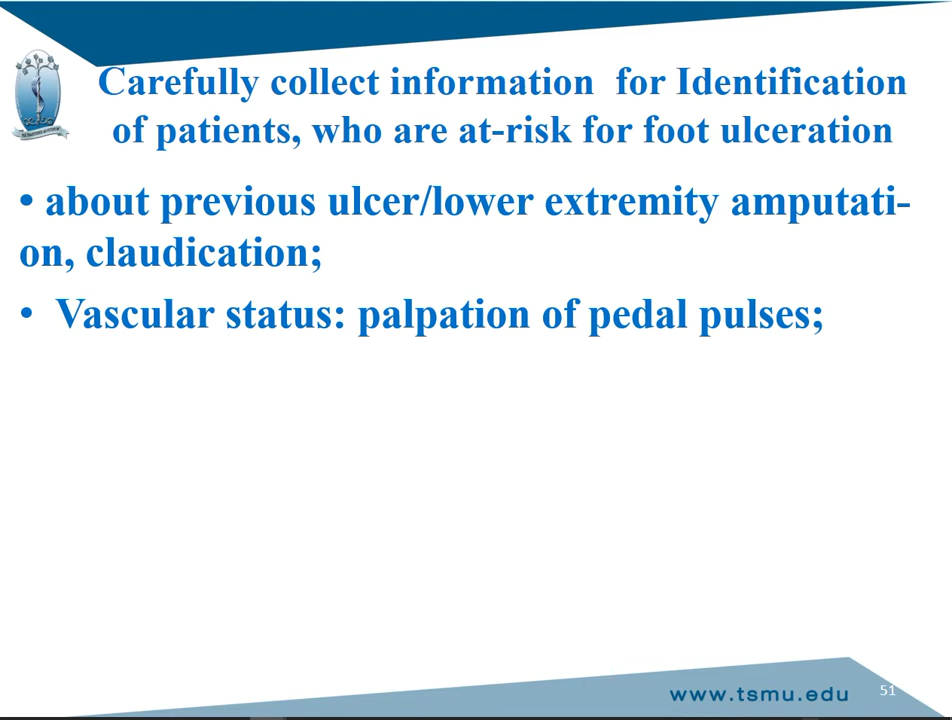 Carefully collect information for Identification
of patients, who are at-risk for foot ulceration
• about previous ulcer/lower extremity amputati-
on, claudication;
• Vascular status: palpation of pedal pulses;
www.tsmu.edu
51